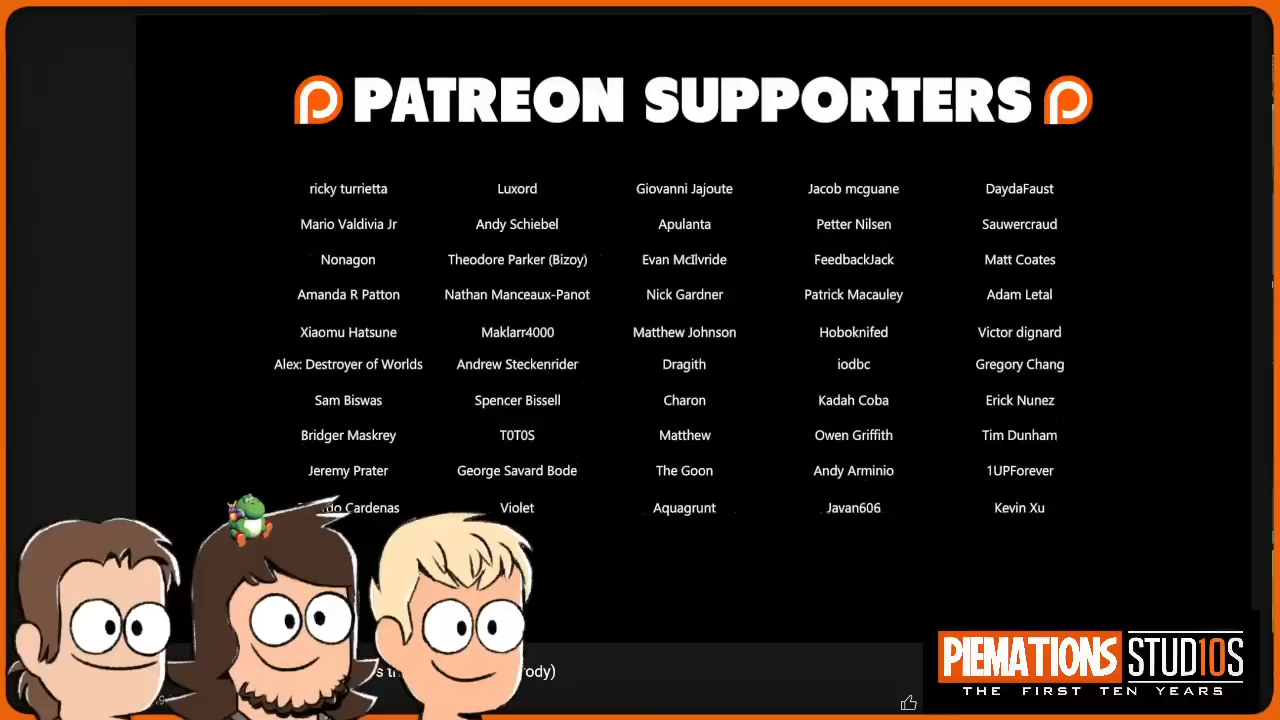 PATREON SUPPORTERS
ricky turrietta Luxord Giovanni Jajoute Jacob mcguane DaydaFaust
Mario Valdivia Jr Andy Schiebel Apulanta Petter Nilsen Sauwercraud
Nonagon Theodore Parker (Bizoy) Evan McIlvride FeedbackJack Matt Coates
Amanda R Patton Nathan Manceaux-Panot Nick Gardner Patrick Macauley Adam Letal
Xiaomu Hatsune Maklarr4000 Matthew Johnson Hoboknifed Victor dignard
Alex: Destroyer of Worlds Andrew Steckenrider Dragith iodbc Gregory Chang
Sam Biswas Spencer Bissell Charon Kadah Coba Erick Nunez
Bridger Maskrey T0T0S Matthew Owen Griffith Tim Dunham
Jeremy Prater George Savard Bode The Goon Andy Arminio 1UPForever
Cardenas Violet Aquagrunt Javan606 Kevin Xu
PIEMATIONS STUD10S
THE FIRST TEN YEARS